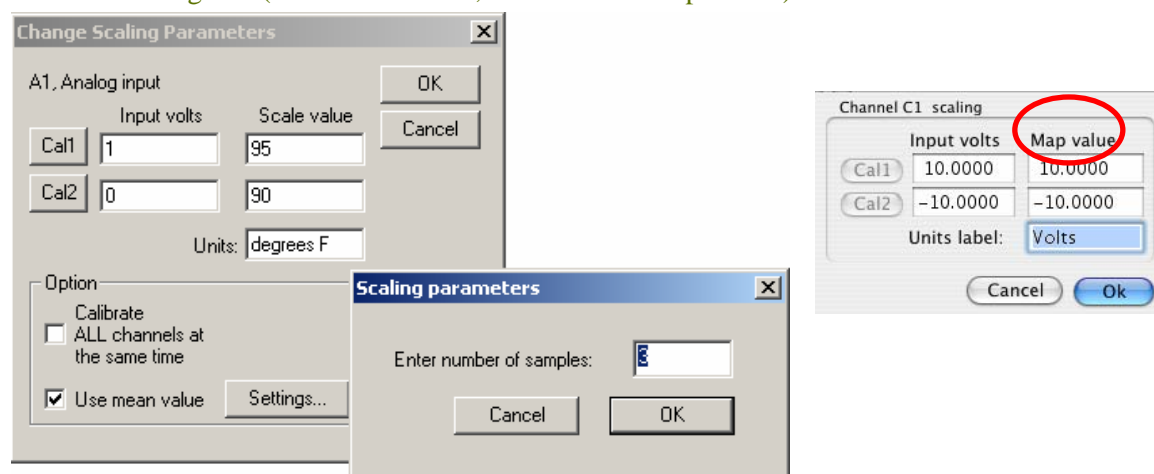 Change Scaling Parameters
A1, Analog input
OK
Input volts Scale value
Cancel
Cal1 1 95
Cal2 0 90
Units: degrees F
Option
Calibrate
ALL channels at
the same time
Use mean value Settings...
Scaling parameters
Enter number of samples: 3
Cancel OK
Channel C1 scaling
Input volts Map value
Cal1 10.0000 10.0000
Cal2 -10.0000 -10.0000
Units label: Volts
Cancel Ok